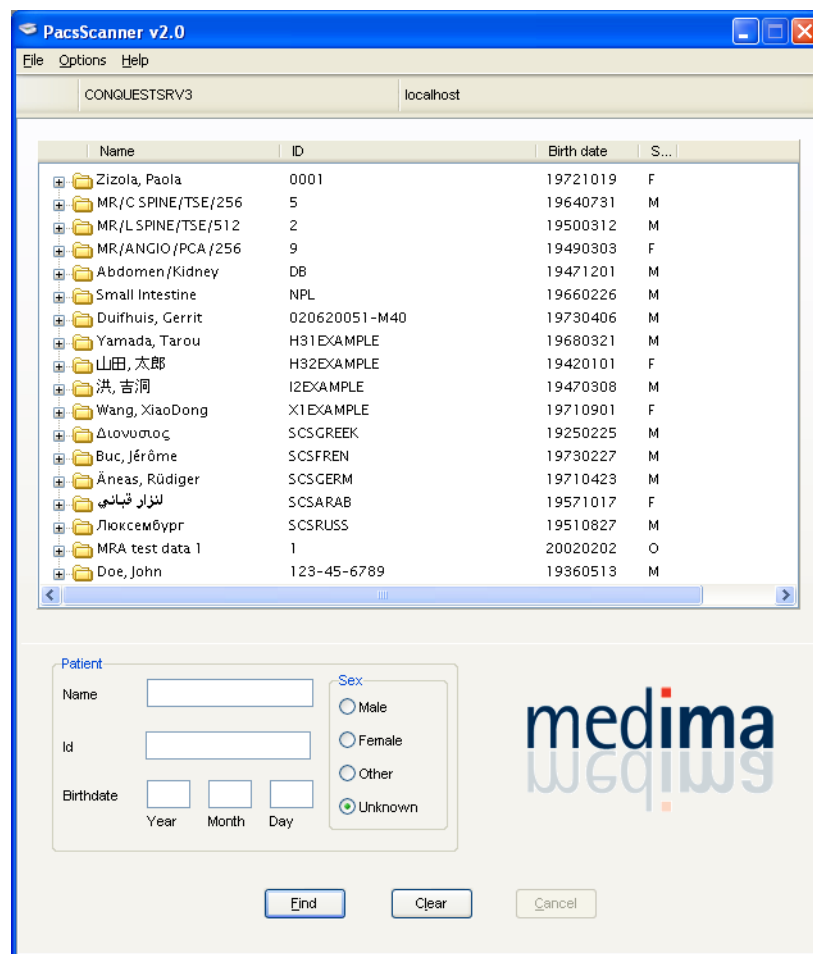 PacsScanner v2.0
File Options Help
CONQUESTSRV3 localhost
Name ID Birth date S...
Zizola, Paola 0001 19721019 F
MR/C SPINE/TSE/256 5 19640731 M
MR/L SPINE/TSE/512 2 19500312 M
MR/ANGIO/PCA/256 9 19490303 F
Abdomen/Kidney DB 19471201 M
Small Intestine NPL 19660226 M
Duifhuis, Gerrit 020620051-M40 19730406 M
Yamada, Tarou H31EXAMPLE 19680321 M
山田, 太郎 H32EXAMPLE 19420101 F
洪, 吉洞 I2EXAMPLE 19470308 M
Wang, XiaoDong X1EXAMPLE 19710901 F
Διονυσιος SCSGREEK 19250225 M
Buc, Jérôme SCSFREN 19730227 M
Äneas, Rüdiger SCSGERM 19710423 M
لنزار قباني SCSARAB 19571017 F
Люксембург SCSRUSS 19510827 M
MRA test data 1 1 20020202 O
Doe, John 123-45-6789 19360513 M
Patient
Name
Id
Birthdate
Year Month Day
Sex
Male
Female
Other
Unknown
medima
Find Clear Cancel